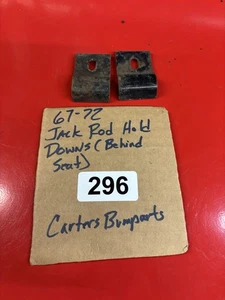 67-72
Jack Rod Hold
Downs (Behind
Seat)
296
Carters Bumparts